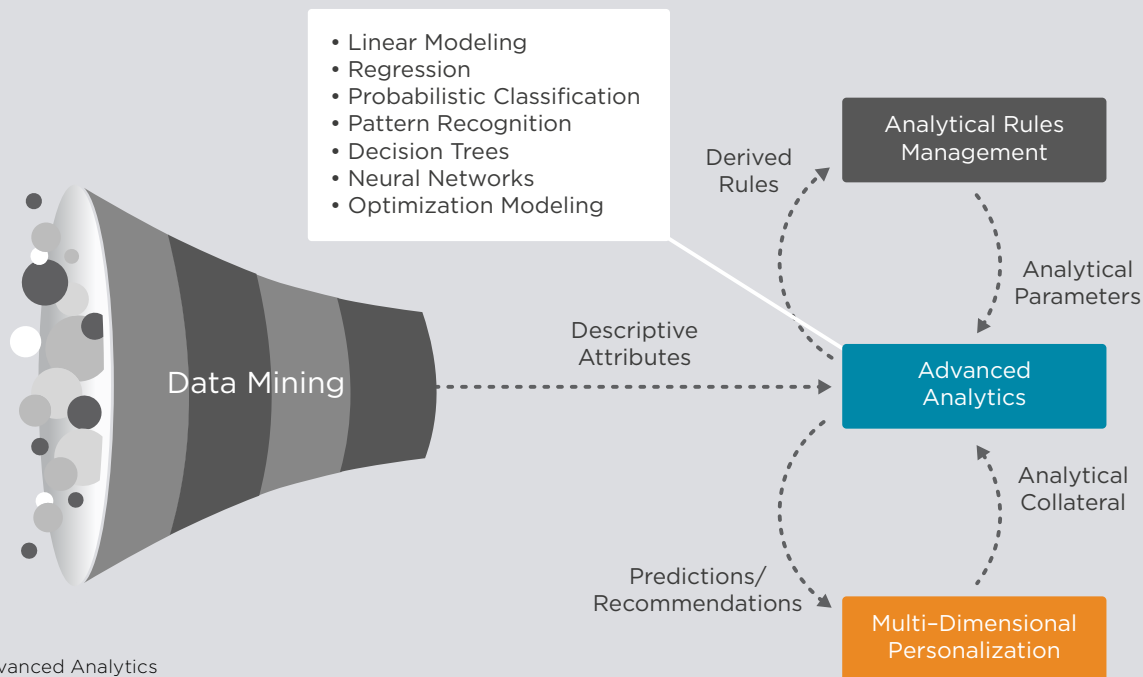 • Linear Modeling
• Regression
• Probabilistic Classification
• Pattern Recognition
• Decision Trees
• Neural Networks
• Optimization Modeling
Analytical Rules
Management
Derived
Rules
Analytical
Parameters
Descriptive
Attributes
Data Mining
Advanced
Analytics
Analytical
Collateral
Predictions/
Recommendations
Multi–Dimensional
Personalization
vanced Analytics